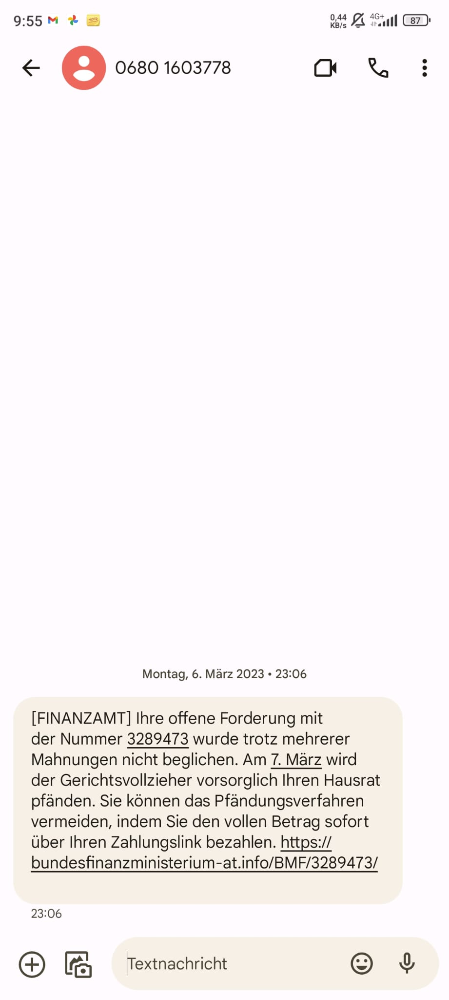 9:55
NOTE
0,44
KB/s
4G+
87
0680 1603778
Montag, 6. März 2023 • 23:06
[FINANZAMT] Ihre offene Forderung mit
der Nummer 3289473 wurde trotz mehrerer
Mahnungen nicht beglichen. Am 7. März wird
der Gerichtsvollzieher vorsorglich Ihren Hausrat
pfänden. Sie können das Pfändungsverfahren
vermeiden, indem Sie den vollen Betrag sofort
über Ihren Zahlungslink bezahlen. https://
bundesfinanzministerium-at.info/BMF/3289473/
23:06
Textnachricht